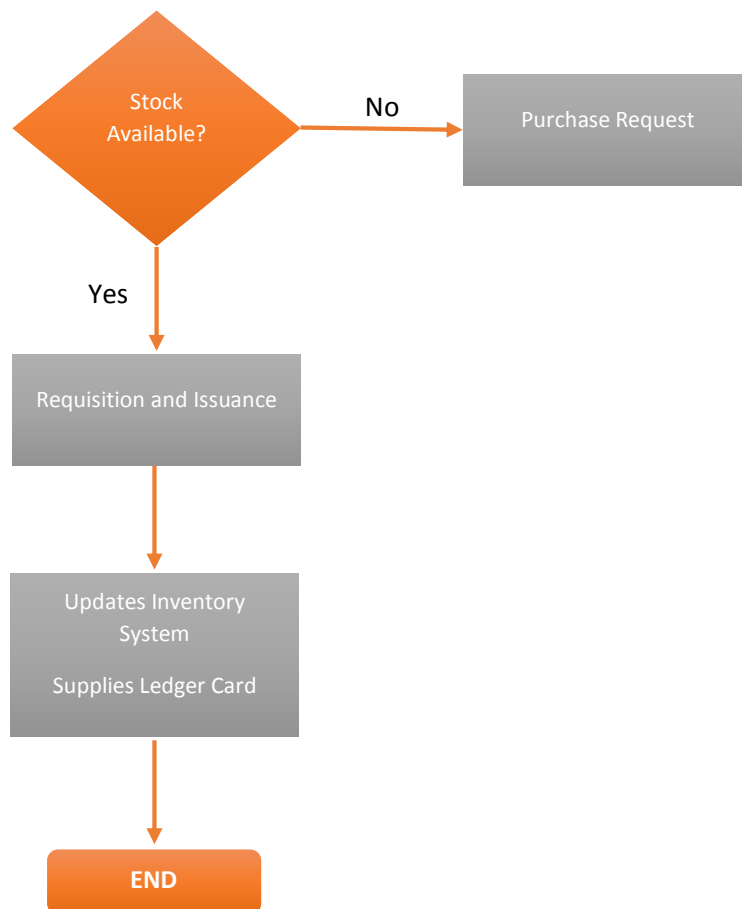 Stock
Available?
No
Purchase Request
Yes
Requisition and Issuance
Updates Inventory
System
Supplies Ledger Card
END